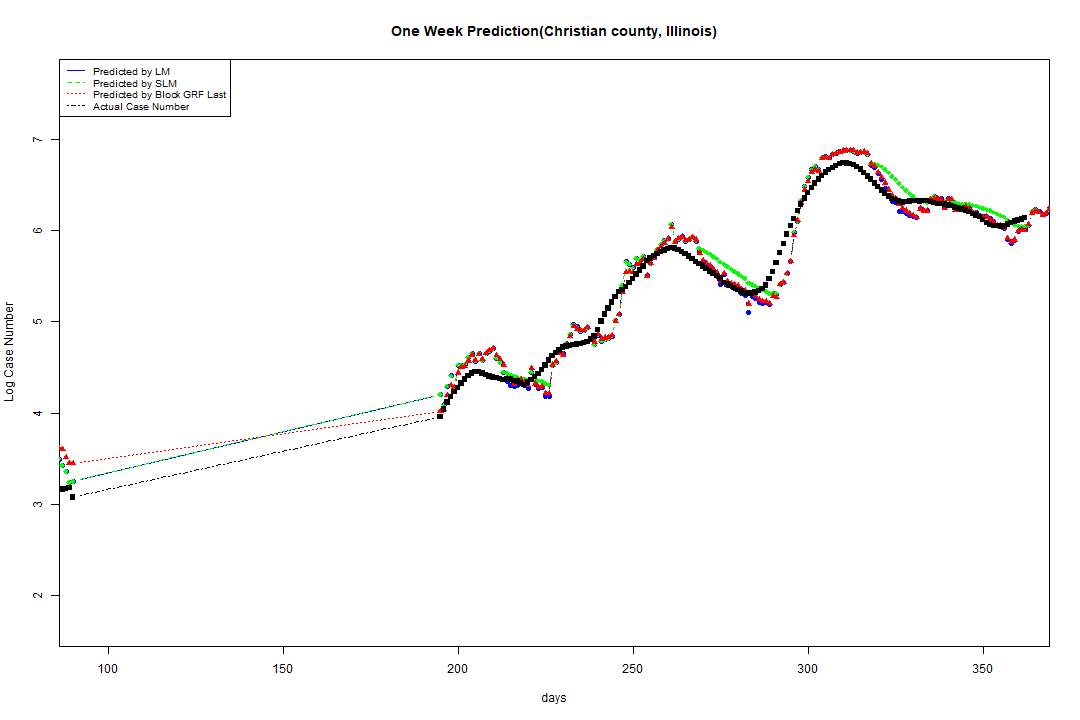 One Week Prediction(Christian county, Illinois)
Predicted by LM
Predicted by SLM
Predicted by Block GRF Last
Actual Case Number
7
6
5
4
3
2
Log Case Number
100 150 200 250 300 350
days